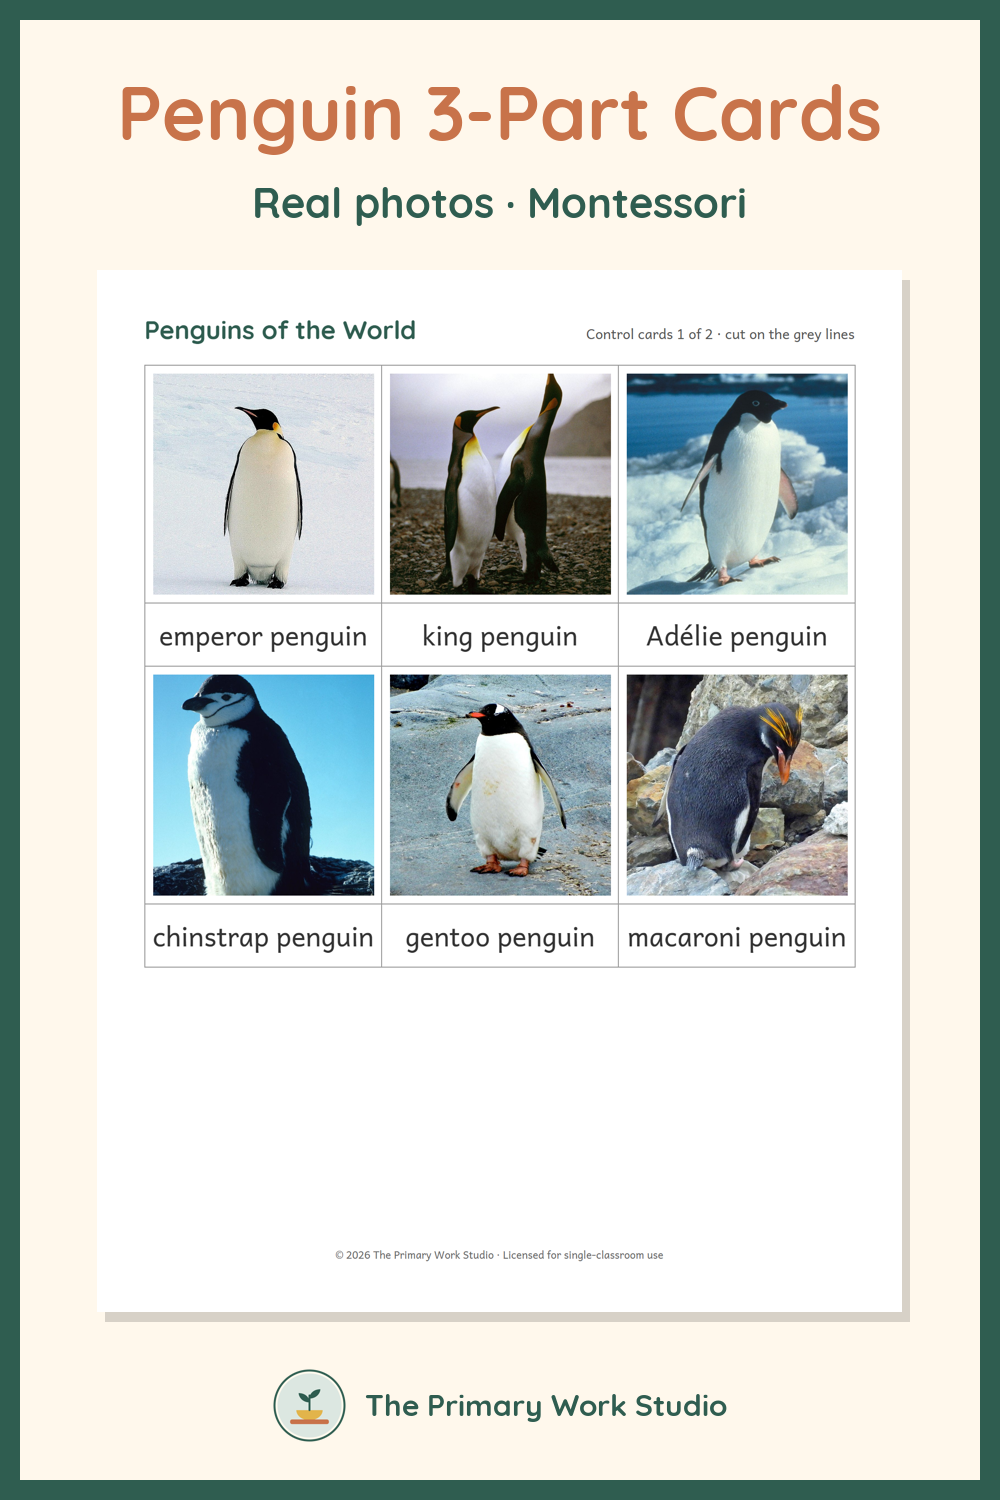 Penguin 3-Part Cards
Real photos · Montessori
Penguins of the World
Control cards 1 of 2 · cut on the grey lines
emperor penguin
king penguin
Adélie penguin
chinstrap penguin
gentoo penguin
macaroni penguin
© 2026 The Primary Work Studio · Licensed for single-classroom use
The Primary Work Studio